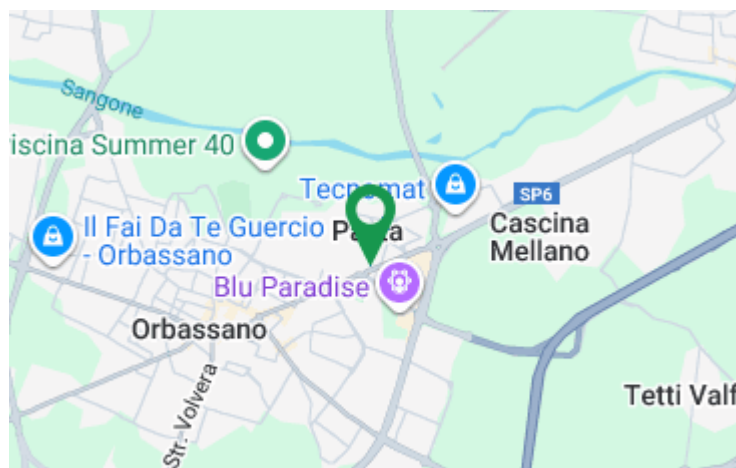 Sangone
riscina Summer 40
Tecnomat
SP6
Il Fai Da Te Guercio
- Orbassano
Cascina
Mellano
Blu Paradise
Orbassano
Str. Volvera
Tetti Valf